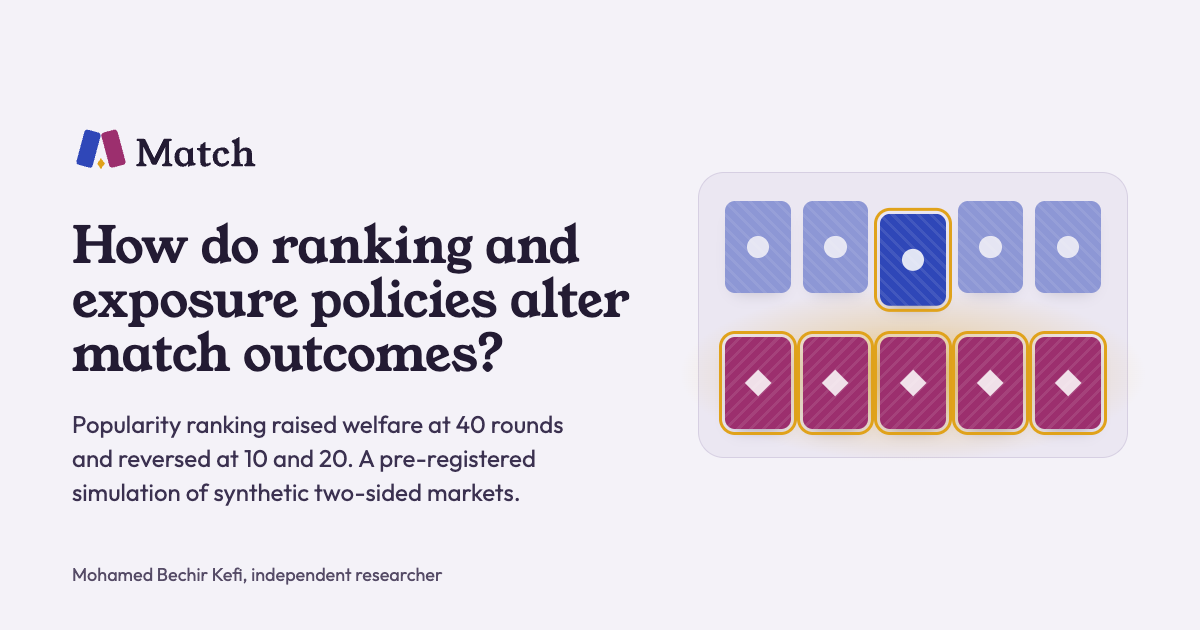 Match
How do ranking and
exposure policies alter
match outcomes?
Popularity ranking raised welfare at 40 rounds
and reversed at 10 and 20. A pre-registered
simulation of synthetic two-sided markets.
Mohamed Bechir Kefi, independent researcher